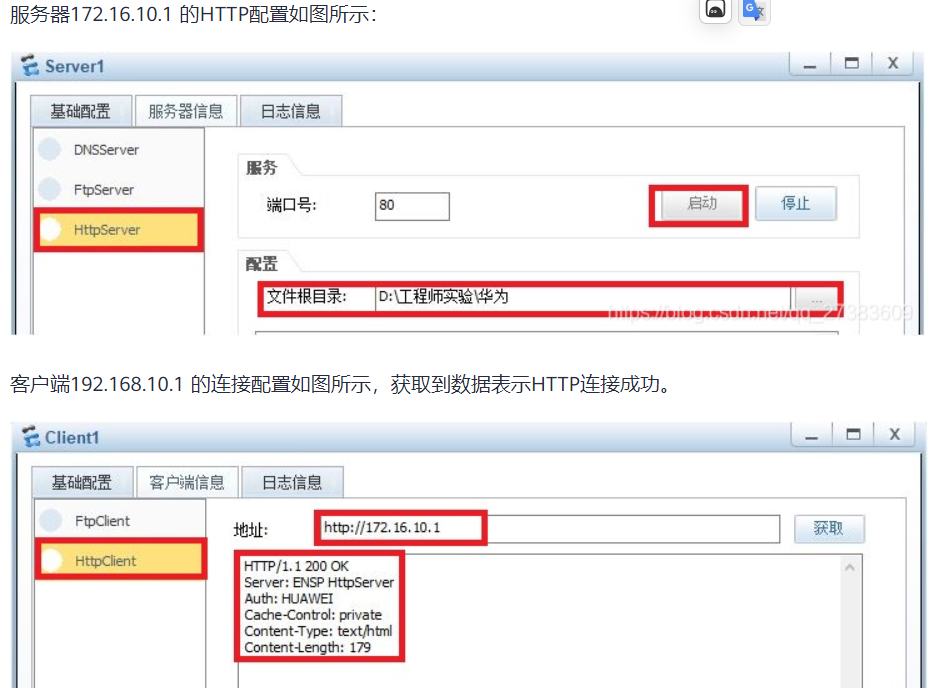 服务器172.16.10.1 的HTTP配置如图所示：
Server1
基础配置 服务器信息 日志信息
DNSServer
FtpServer
HttpServer
服务
端口号: 80 启动 停止
配置
文件根目录: D:\工程师实验\华为 ...
https://blog.csdn.net/qq_27383609
客户端192.168.10.1 的连接配置如图所示，获取到数据表示HTTP连接成功。
Client1
基础配置 客户端信息 日志信息
FtpClient
HttpClient
地址: http://172.16.10.1 获取
HTTP/1.1 200 OK
Server: ENSP HttpServer
Auth: HUAWEI
Cache-Control: private
Content-Type: text/html
Content-Length: 179